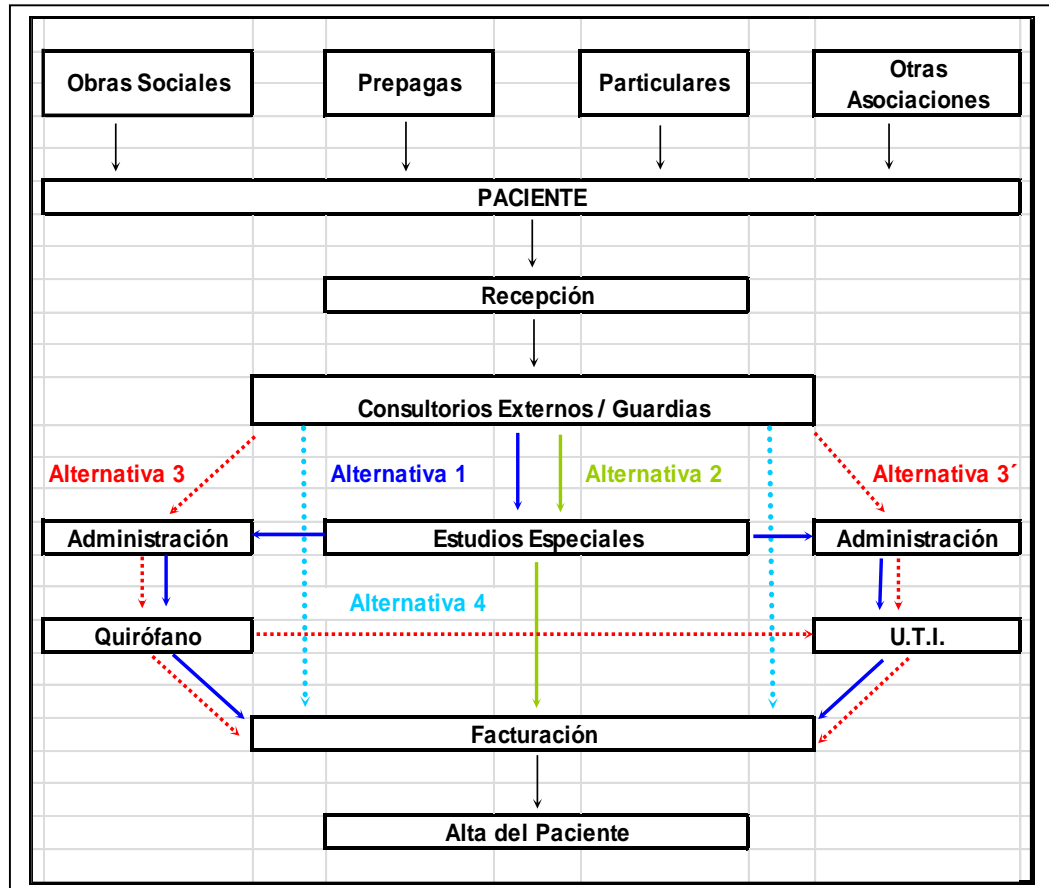 Obras Sociales
Prepagas
Particulares
Otras
Asociaciones
PACIENTE
Recepción
Consultorios Externos / Guardias
Alternativa 3
Alternativa 1
Alternativa 2
Alternativa 3´
Administración
Estudios Especiales
Administración
Alternativa 4
Quirófano
U.T.I.
Facturación
Alta del Paciente